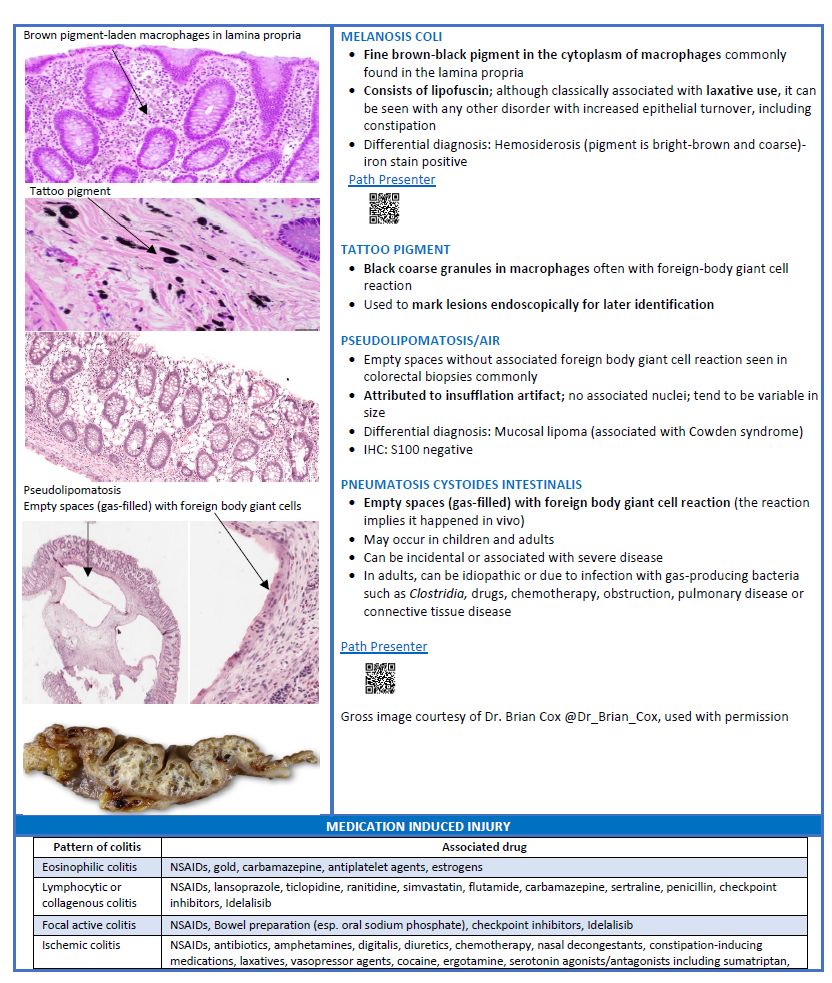 Brown pigment-laden macrophages in lamina propria
Tattoo pigment
Pseudolipomatosis
Empty spaces (gas-filled) with foreign body giant cells
MELANOSIS COLI
• Fine brown-black pigment in the cytoplasm of macrophages commonly
found in the lamina propria
• Consists of lipofuscin; although classically associated with laxative use, it can
be seen with any other disorder with increased epithelial turnover, including
constipation
• Differential diagnosis: Hemosiderosis (pigment is bright-brown and coarse)-
iron stain positive
Path Presenter
TATTOO PIGMENT
• Black coarse granules in macrophages often with foreign-body giant cell
reaction
• Used to mark lesions endoscopically for later identification
PSEUDOLIPOMATOSIS/AIR
• Empty spaces without associated foreign body giant cell reaction seen in
colorectal biopsies commonly
• Attributed to insufflation artifact; no associated nuclei; tend to be variable in
size
• Differential diagnosis: Mucosal lipoma (associated with Cowden syndrome)
• IHC: S100 negative
PNEUMATOSIS CYSTOIDES INTESTINALIS
• Empty spaces (gas-filled) with foreign body giant cell reaction (the reaction
implies it happened in vivo)
• May occur in children and adults
• Can be incidental or associated with severe disease
• In adults, can be idiopathic or due to infection with gas-producing bacteria
such as Clostridia, drugs, chemotherapy, obstruction, pulmonary disease or
connective tissue disease
Path Presenter
Gross image courtesy of Dr. Brian Cox @Dr_Brian_Cox, used with permission
MEDICATION INDUCED INJURY
Pattern of colitis Associated drug
Eosinophilic colitis NSAIDs, gold, carbamazepine, antiplatelet agents, estrogens
Lymphocytic or NSAIDs, lansoprazole, ticlopidine, ranitidine, simvastatin, flutamide, carbamazepine, sertraline, penicillin, checkpoint
collagenous colitis inhibitors, Idelalisib
Focal active colitis NSAIDs, Bowel preparation (esp. oral sodium phosphate), checkpoint inhibitors, Idelalisib
Ischemic colitis NSAIDs, antibiotics, amphetamines, digitalis, diuretics, chemotherapy, nasal decongestants, constipation-inducing
medications, laxatives, vasopressor agents, cocaine, ergotamine, serotonin agonists/antagonists including sumatriptan,